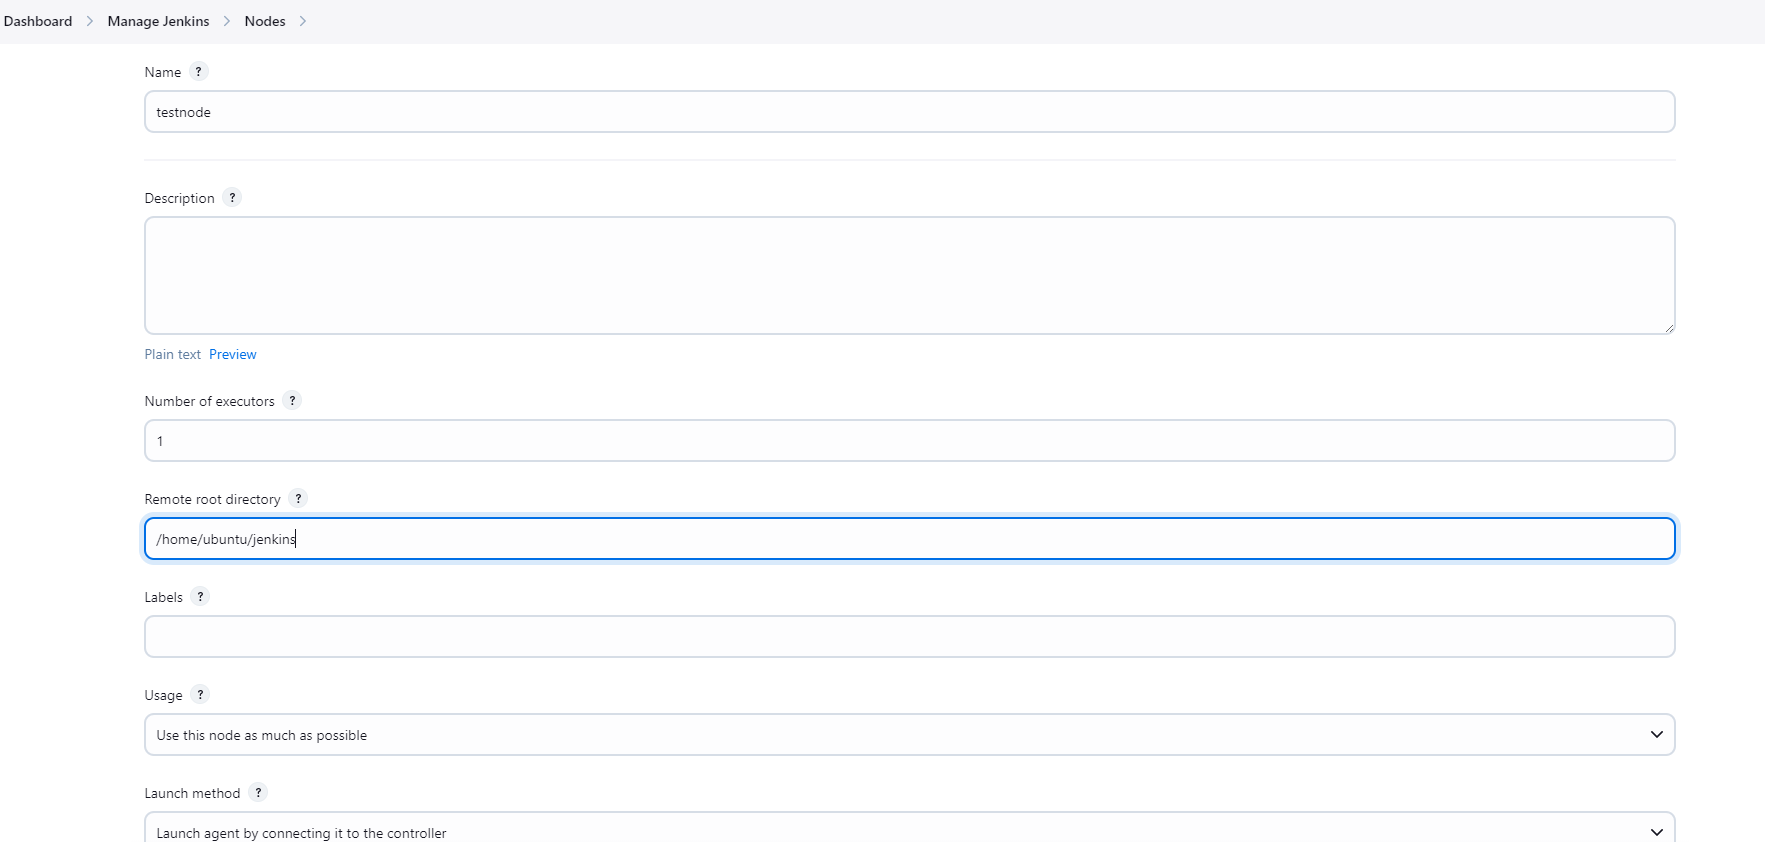 Dashboard > Manage Jenkins > Nodes >
Name ?
testnode
Description ?
Plain text Preview
Number of executors ?
1
Remote root directory ?
/home/ubuntu/jenkins
Labels ?
Usage ?
Use this node as much as possible
Launch method ?
Launch agent by connecting it to the controller